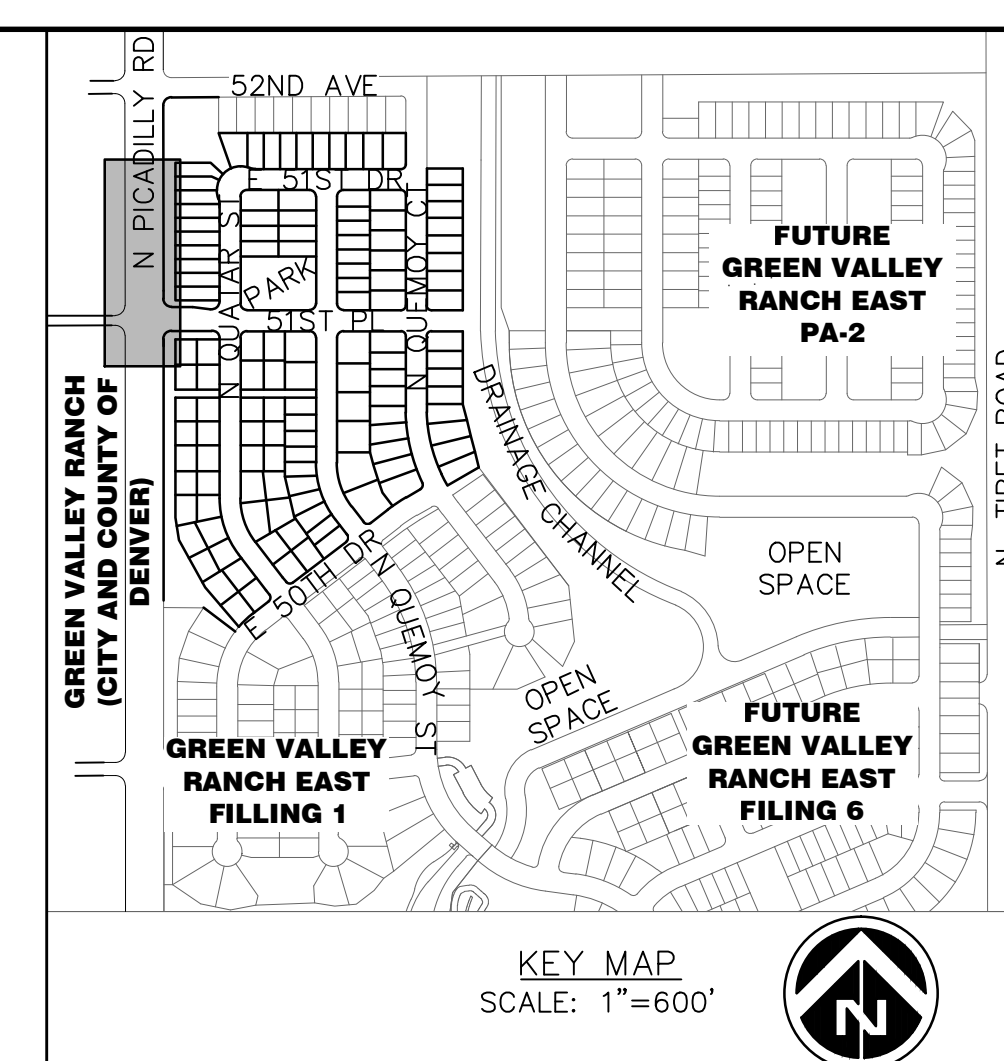 N PICADILLY RD
52ND AVE
E 51ST DR
N QUATAR ST
PARK
N QUEMOY CT
51ST PL
FUTURE
GREEN VALLEY
RANCH EAST
PA-2
GREEN VALLEY RANCH
(CITY AND COUNTY OF
DENVER)
DRAINAGE CHANNEL
N TIBET ROAD
OPEN
SPACE
E 50TH DR
N QUEMOY ST
OPEN
SPACE
GREEN VALLEY
RANCH EAST
FILLING 1
FUTURE
GREEN VALLEY
RANCH EAST
FILING 6
KEY MAP
SCALE: 1"=600'
N